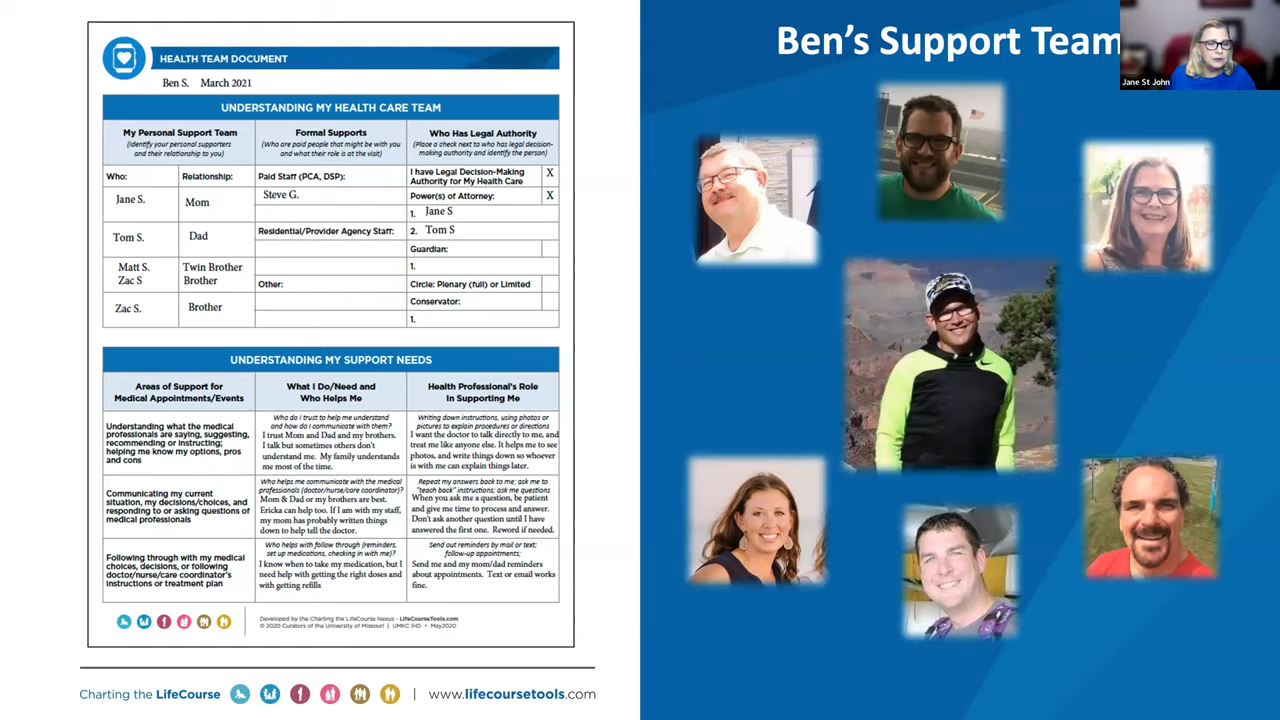 HEALTH TEAM DOCUMENT
Ben S. March 2021
UNDERSTANDING MY HEALTH CARE TEAM
My Personal Support Team
(Identify your personal supporters
and their relationship to you)
Formal Supports
(Who are paid people that might be with you
and what their role is at the visit)
Who Has Legal Authority
(Place a check next to who has legal decision-
making authority and identify the person)
Who:
Relationship:
Paid Staff (PCA, DSP):
I have Legal Decision-Making
Authority for My Health Care
X
Jane S.
Mom
Steve G.
Power(s) of Attorney:
X
1. Jane S
Tom S.
Dad
Residential/Provider Agency Staff:
2. Tom S
Guardian:
Matt S.
Zac S
Twin Brother
Brother
1.
Other:
Circle: Plenary (full) or Limited
Zac S.
Brother
Conservator:
1.
UNDERSTANDING MY SUPPORT NEEDS
Areas of Support for
Medical Appointments/Events
What I Do/Need and
Who Helps Me
Health Professional's Role
In Supporting Me
Understanding what the medical
professionals are saying, suggesting,
recommending or instructing;
helping me know my options, pros
and cons
Who do I trust to help me understand
and how do I communicate with them?
I trust Mom and Dad and my brothers.
I talk but sometimes others don't
understand me. My family understands
me most of the time.
Writing down instructions, using photos or
pictures to explain procedures or directions
I want the doctor to talk directly to me, and
treat me like anyone else. It helps me to see
photos, and write things down so whoever
is with me can explain things later.
Communicating my current
situation, my decisions/choices, and
responding to or asking questions of
medical professionals
Who helps me communicate with the medical
professionals (doctor/nurse/care coordinator)?
Mom & Dad or my brothers are best.
Ericka can help too. If I am with my staff,
my mom has probably written things
down to help tell the doctor.
Repeat my answers back to me; ask me to
"teach back" instructions; ask me questions
When you ask me a question, be patient
and give me time to process and answer.
Don't ask another question until I have
answered the first one. Reword if needed.
Following through with my medical
choices, decisions, or following
doctor/nurse/care coordinator's
instructions or treatment plan
Who helps with follow through (reminders,
set up medications, checking in with me)?
I know when to take my medication, but I
need help with getting the right doses and
with getting refills
Send out reminders by mail or text;
follow-up appointments;
Send me and my mom/dad reminders
about appointments. Text or email works
fine.
Developed by the Charting the LifeCourse Nexus - LifeCourseTools.com
© 2020 Curators of the University of Missouri | UMKC IHD • May2020
Charting the LifeCourse | www.lifecoursetools.com
Ben's Support Team
Jane St John